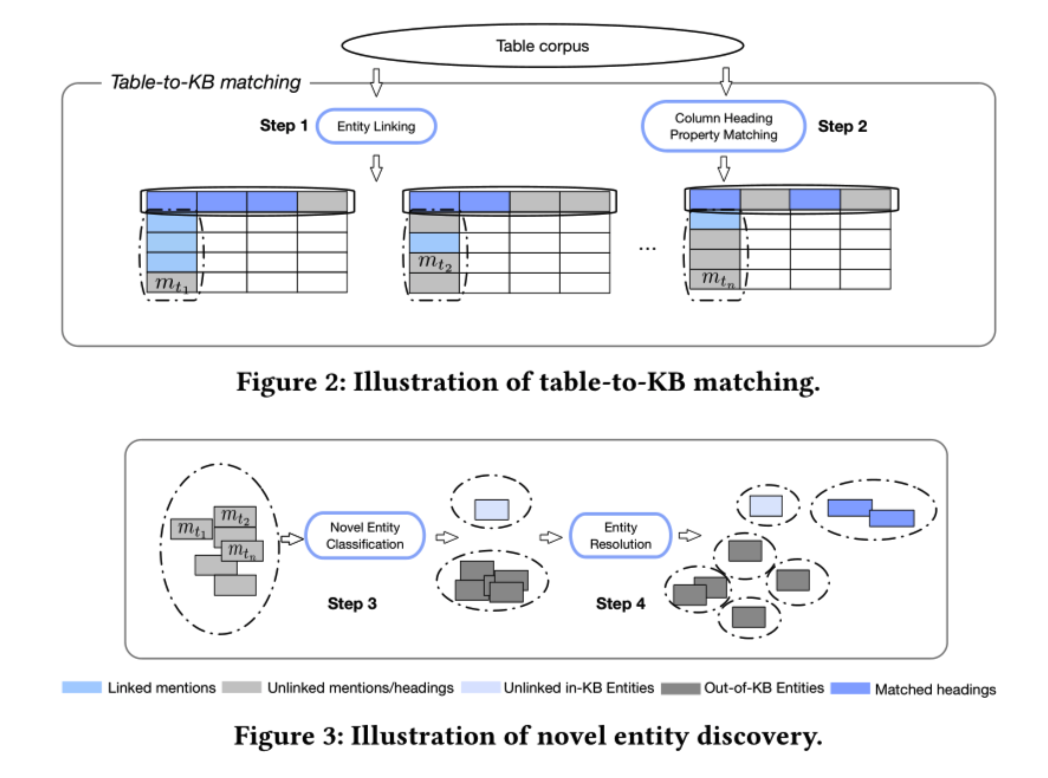 Table corpus
Table-to-KB matching
Step 1
Entity Linking
Column Heading
Property Matching
Step 2
m_{t_1}
m_{t_2}
...
m_{t_n}
Figure 2: Illustration of table-to-KB matching.
m_{t_1}
m_{t_2}
m_{t_n}
Novel Entity
Classification
Step 3
Entity
Resolution
Step 4
Linked mentions
Unlinked mentions/headings
Unlinked in-KB Entities
Out-of-KB Entities
Matched headings
Figure 3: Illustration of novel entity discovery.